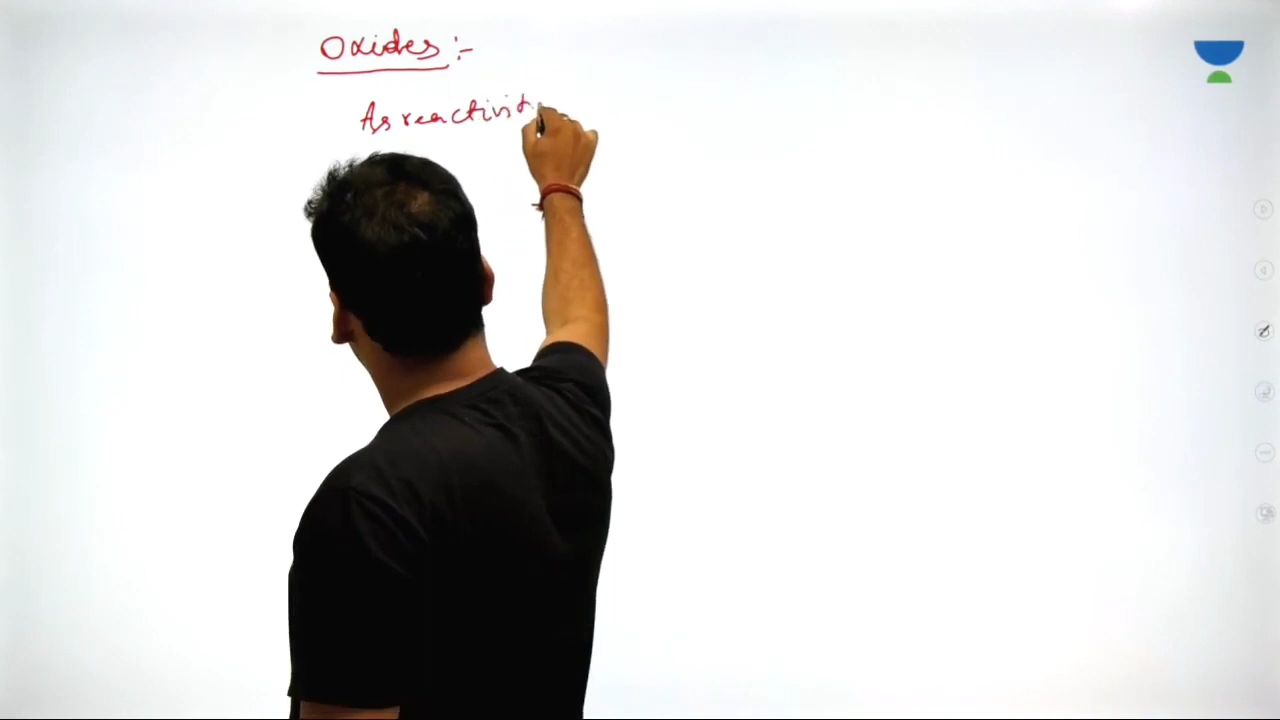 Oxides :-
As reactivit